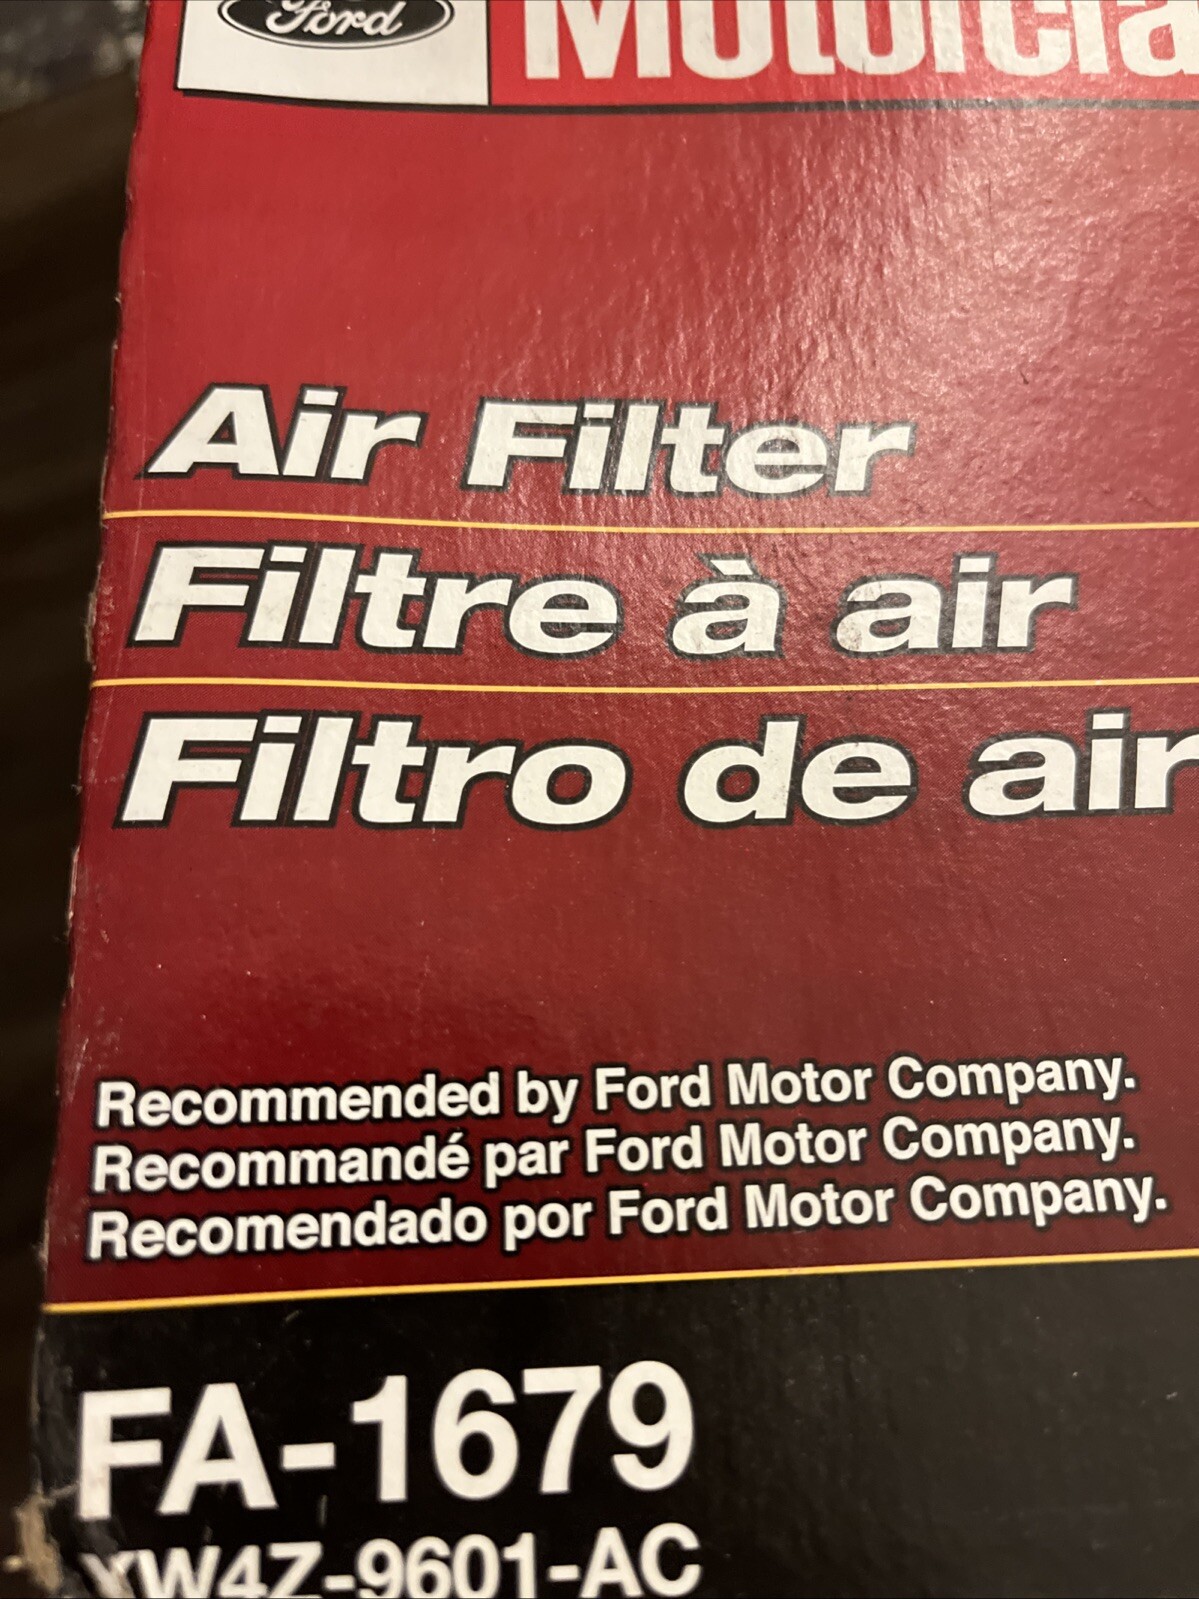 Ford
Air Filter
Filtre à air
Filtro de air
Recommended by Ford Motor Company.
Recommandé par Ford Motor Company.
Recomendado por Ford Motor Company.
FA-1679
XW4Z-9601-AC